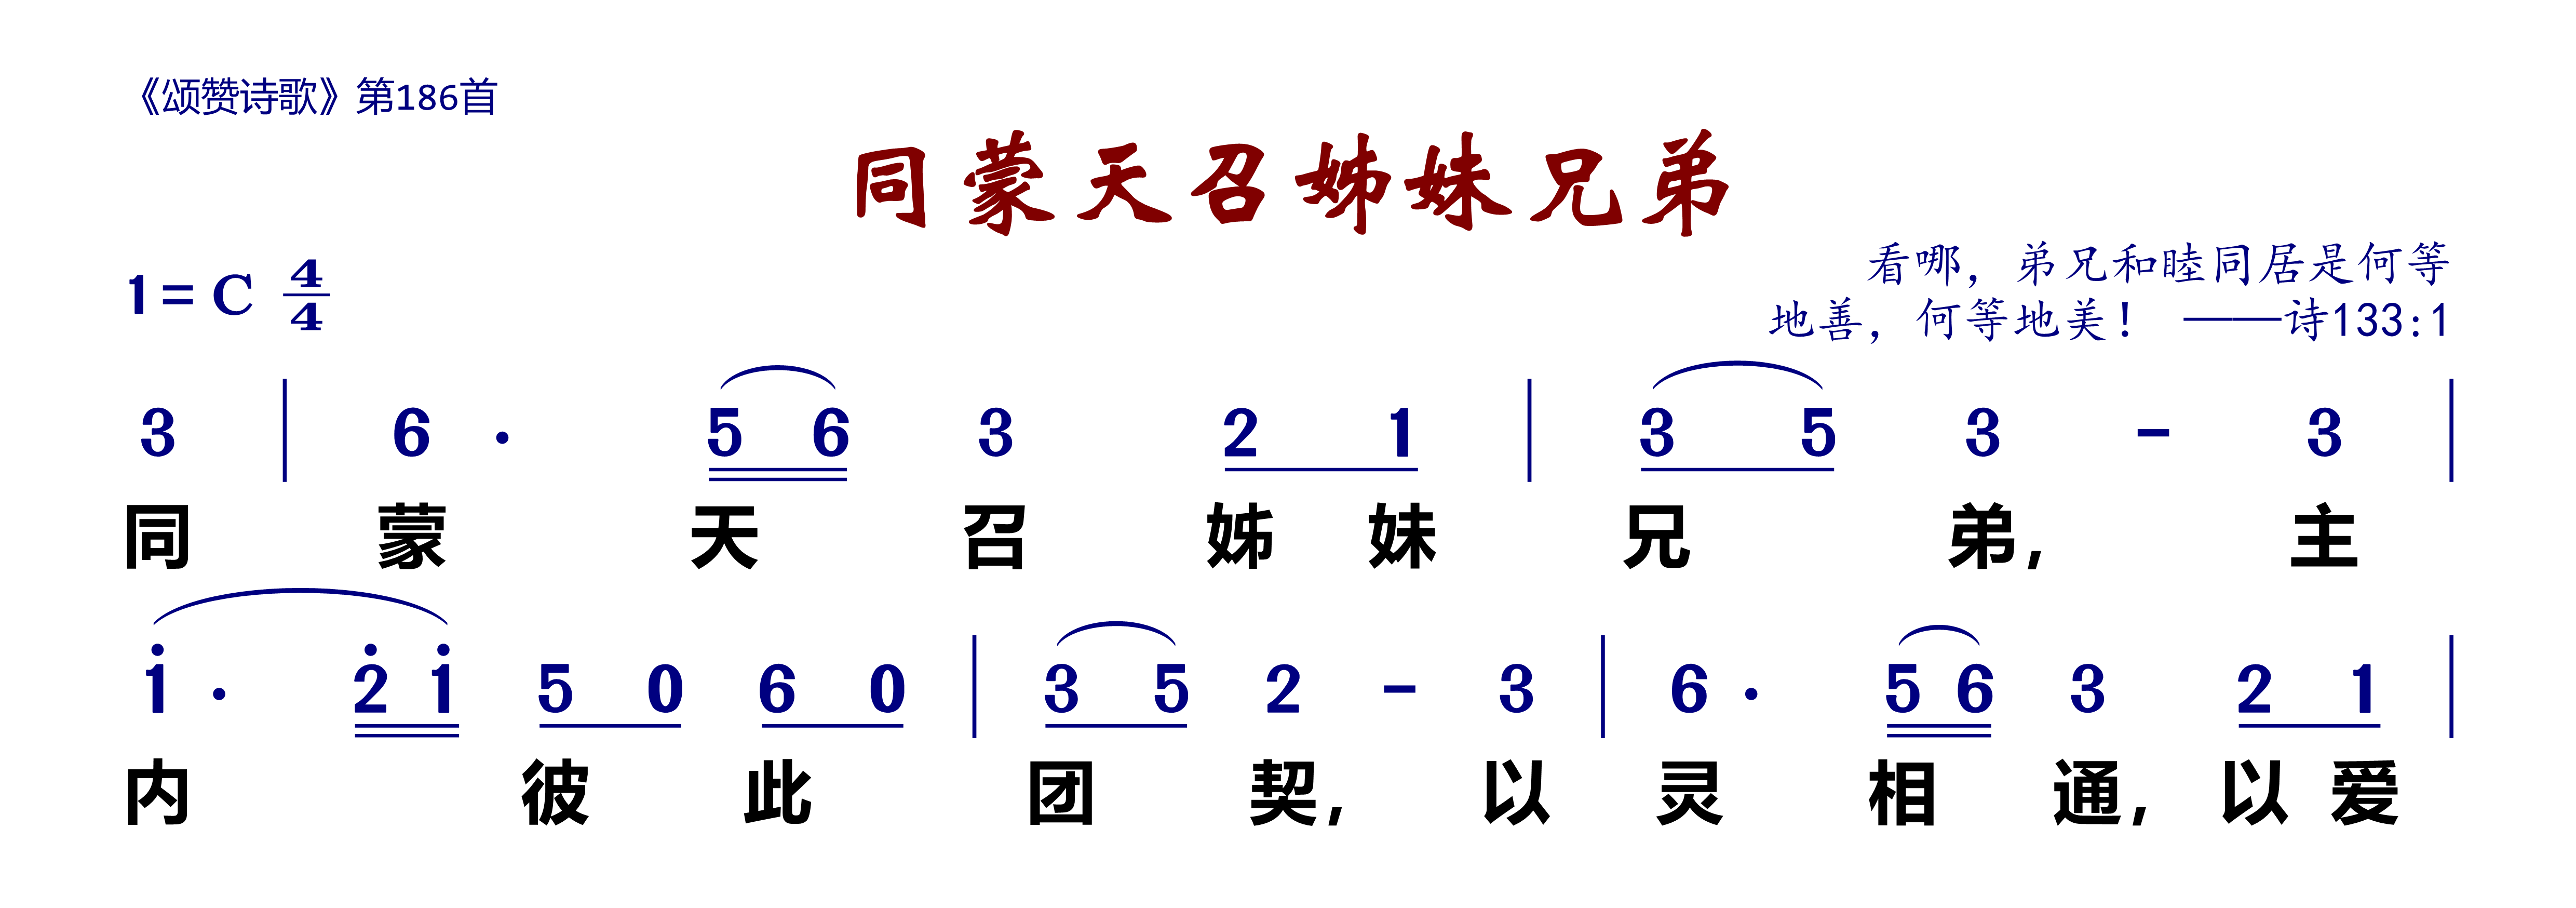 《颂赞诗歌》第186首
同蒙天召姊妹兄弟
看哪，弟兄和睦同居是何等
1= C 4/4
地善，何等地美！ ——诗133:1
3 | 6 · 5 6 3 2 1 | 3 5 3 - 3 |
同 蒙 天 召 姊 妹 兄 弟， 主
1 · 2 1 5 0 6 0 | 3 5 2 - 3 | 6 · 5 6 3 2 1 |
内 彼 此 团 契， 以 灵 相 通， 以 爱